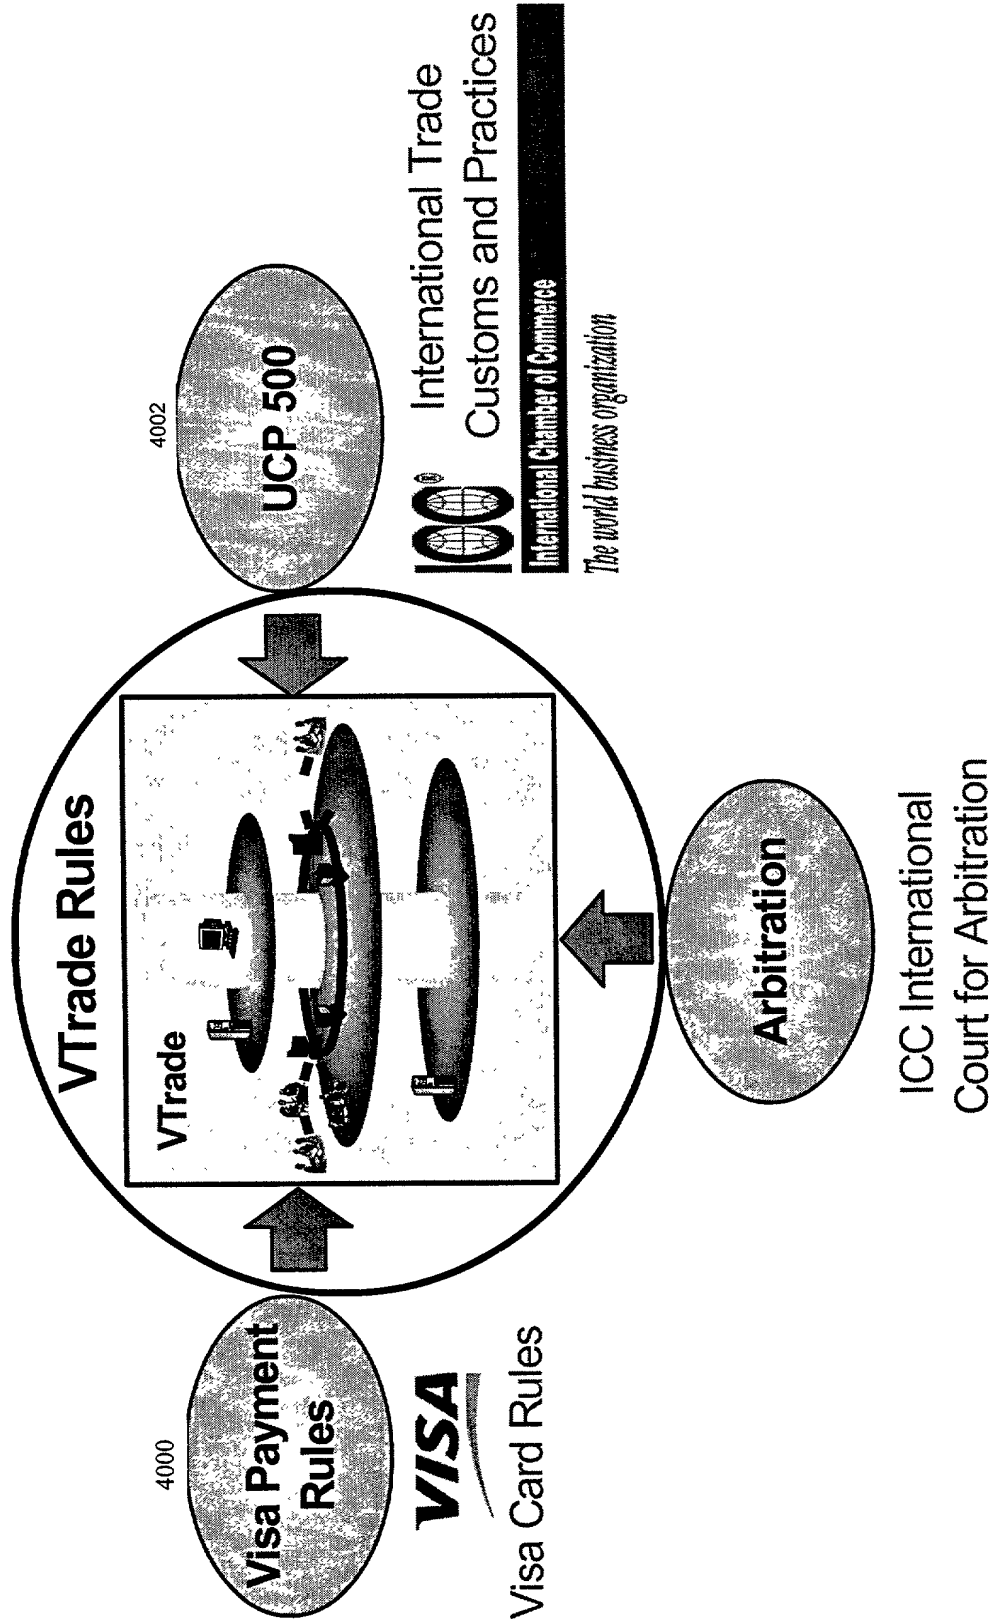 VTrade Rules
4000
Visa Payment
Rules
VISA
Visa Card Rules
VTrade
4002
UCP 500
ICC®
International Trade
Customs and Practices
International Chamber of Commerce
The world business organization
Arbitration
ICC International
Court for Arbitration